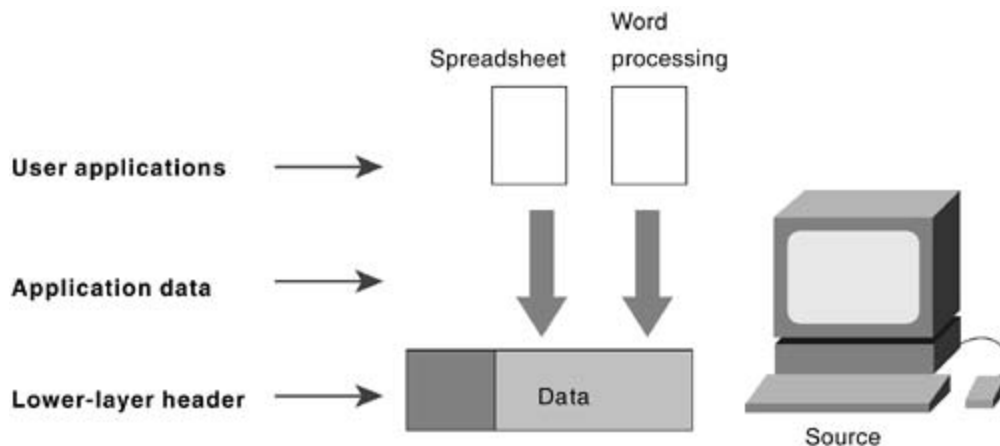 Word
Spreadsheet processing
User applications
Application data
Lower-layer header
Data
Source